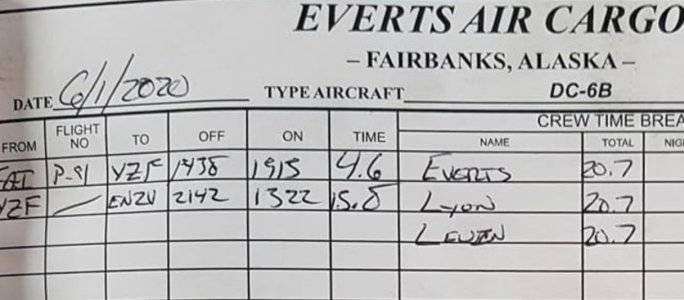 EVERTS AIR CARGO
– FAIRBANKS, ALASKA –
DATE 6/1/2020 TYPE AIRCRAFT DC-6B
CREW TIME BREA
FROM FLIGHT NO TO OFF ON TIME NAME TOTAL NIG
FAI P-91 YZF 1438 1915 4.6 EVERTS 20.7
YZF ENZV 2142 1322 15.8 LYON 20.7
20.7